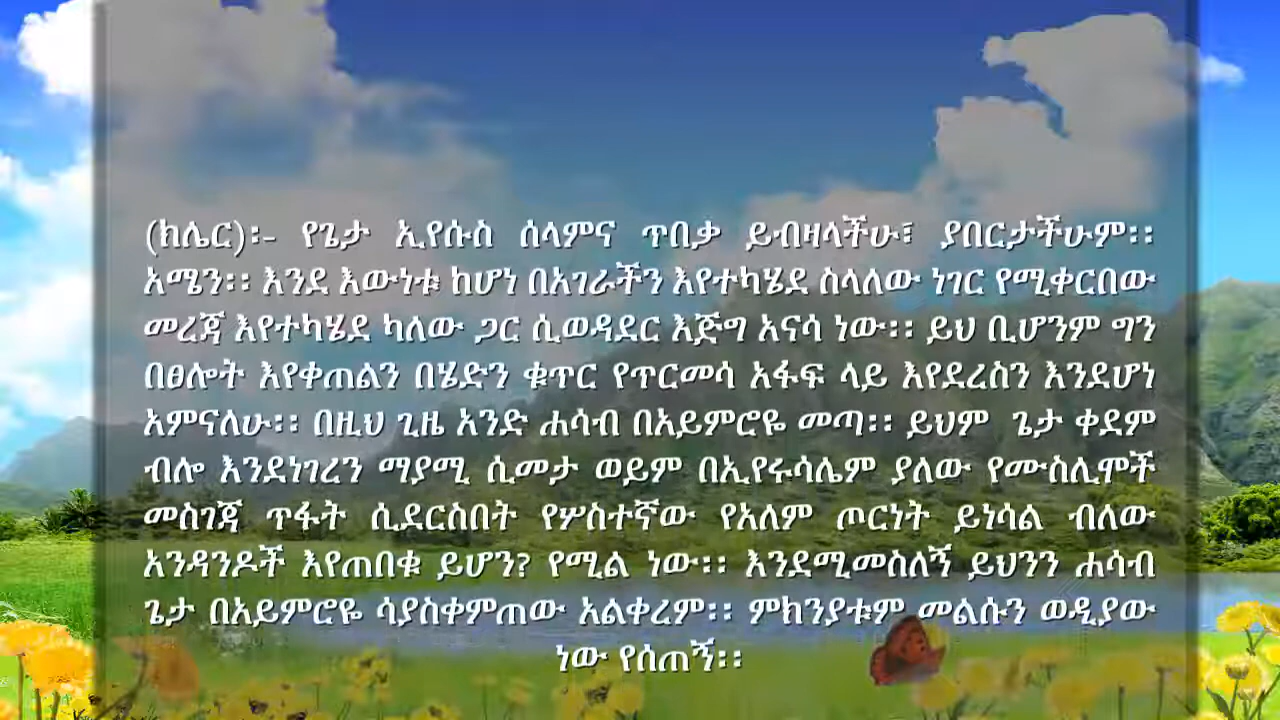 (ክሌር)፡- የጌታ ኢየሱስ ሰላምና ጥበቃ ይብዛላችሁ፣ ያበርታችሁም፡፡
አሜን፡፡ እንደ እውነቱ ከሆነ በአገራችን እየተካሄደ ስላለው ነገር የሚቀርበው
መረጃ እየተካሄደ ካለው ጋር ሲወዳደር እጅግ አናሳ ነው፡፡ ይህ ቢሆንም ግን
በፀሎት እየቀጠልን በሄድን ቁጥር የጥርመሳ አፋፍ ላይ እየደረስን እንደሆነ
አምናለሁ፡፡ በዚህ ጊዜ አንድ ሐሳብ በአይምሮዬ መጣ፡፡ ይህም ጌታ ቀደም
ብሎ እንደነገረን ማያሚ ሲመታ ወይም በኢየሩሳሌም ያለው የሙስሊሞች
መስገጃ ጥፋት ሲደርስበት የሦስተኛው የአለም ጦርነት ይነሳል ብለው
አንዳንዶች እየጠበቁ ይሆን? የሚል ነው፡፡ እንደሚመስለኝ ይህንን ሐሳብ
ጌታ በአይምሮዬ ሳያስቀምጠው አልቀረም፡፡ ምክንያቱም መልሱን ወዲያው
ነው የሰጠኝ፡፡